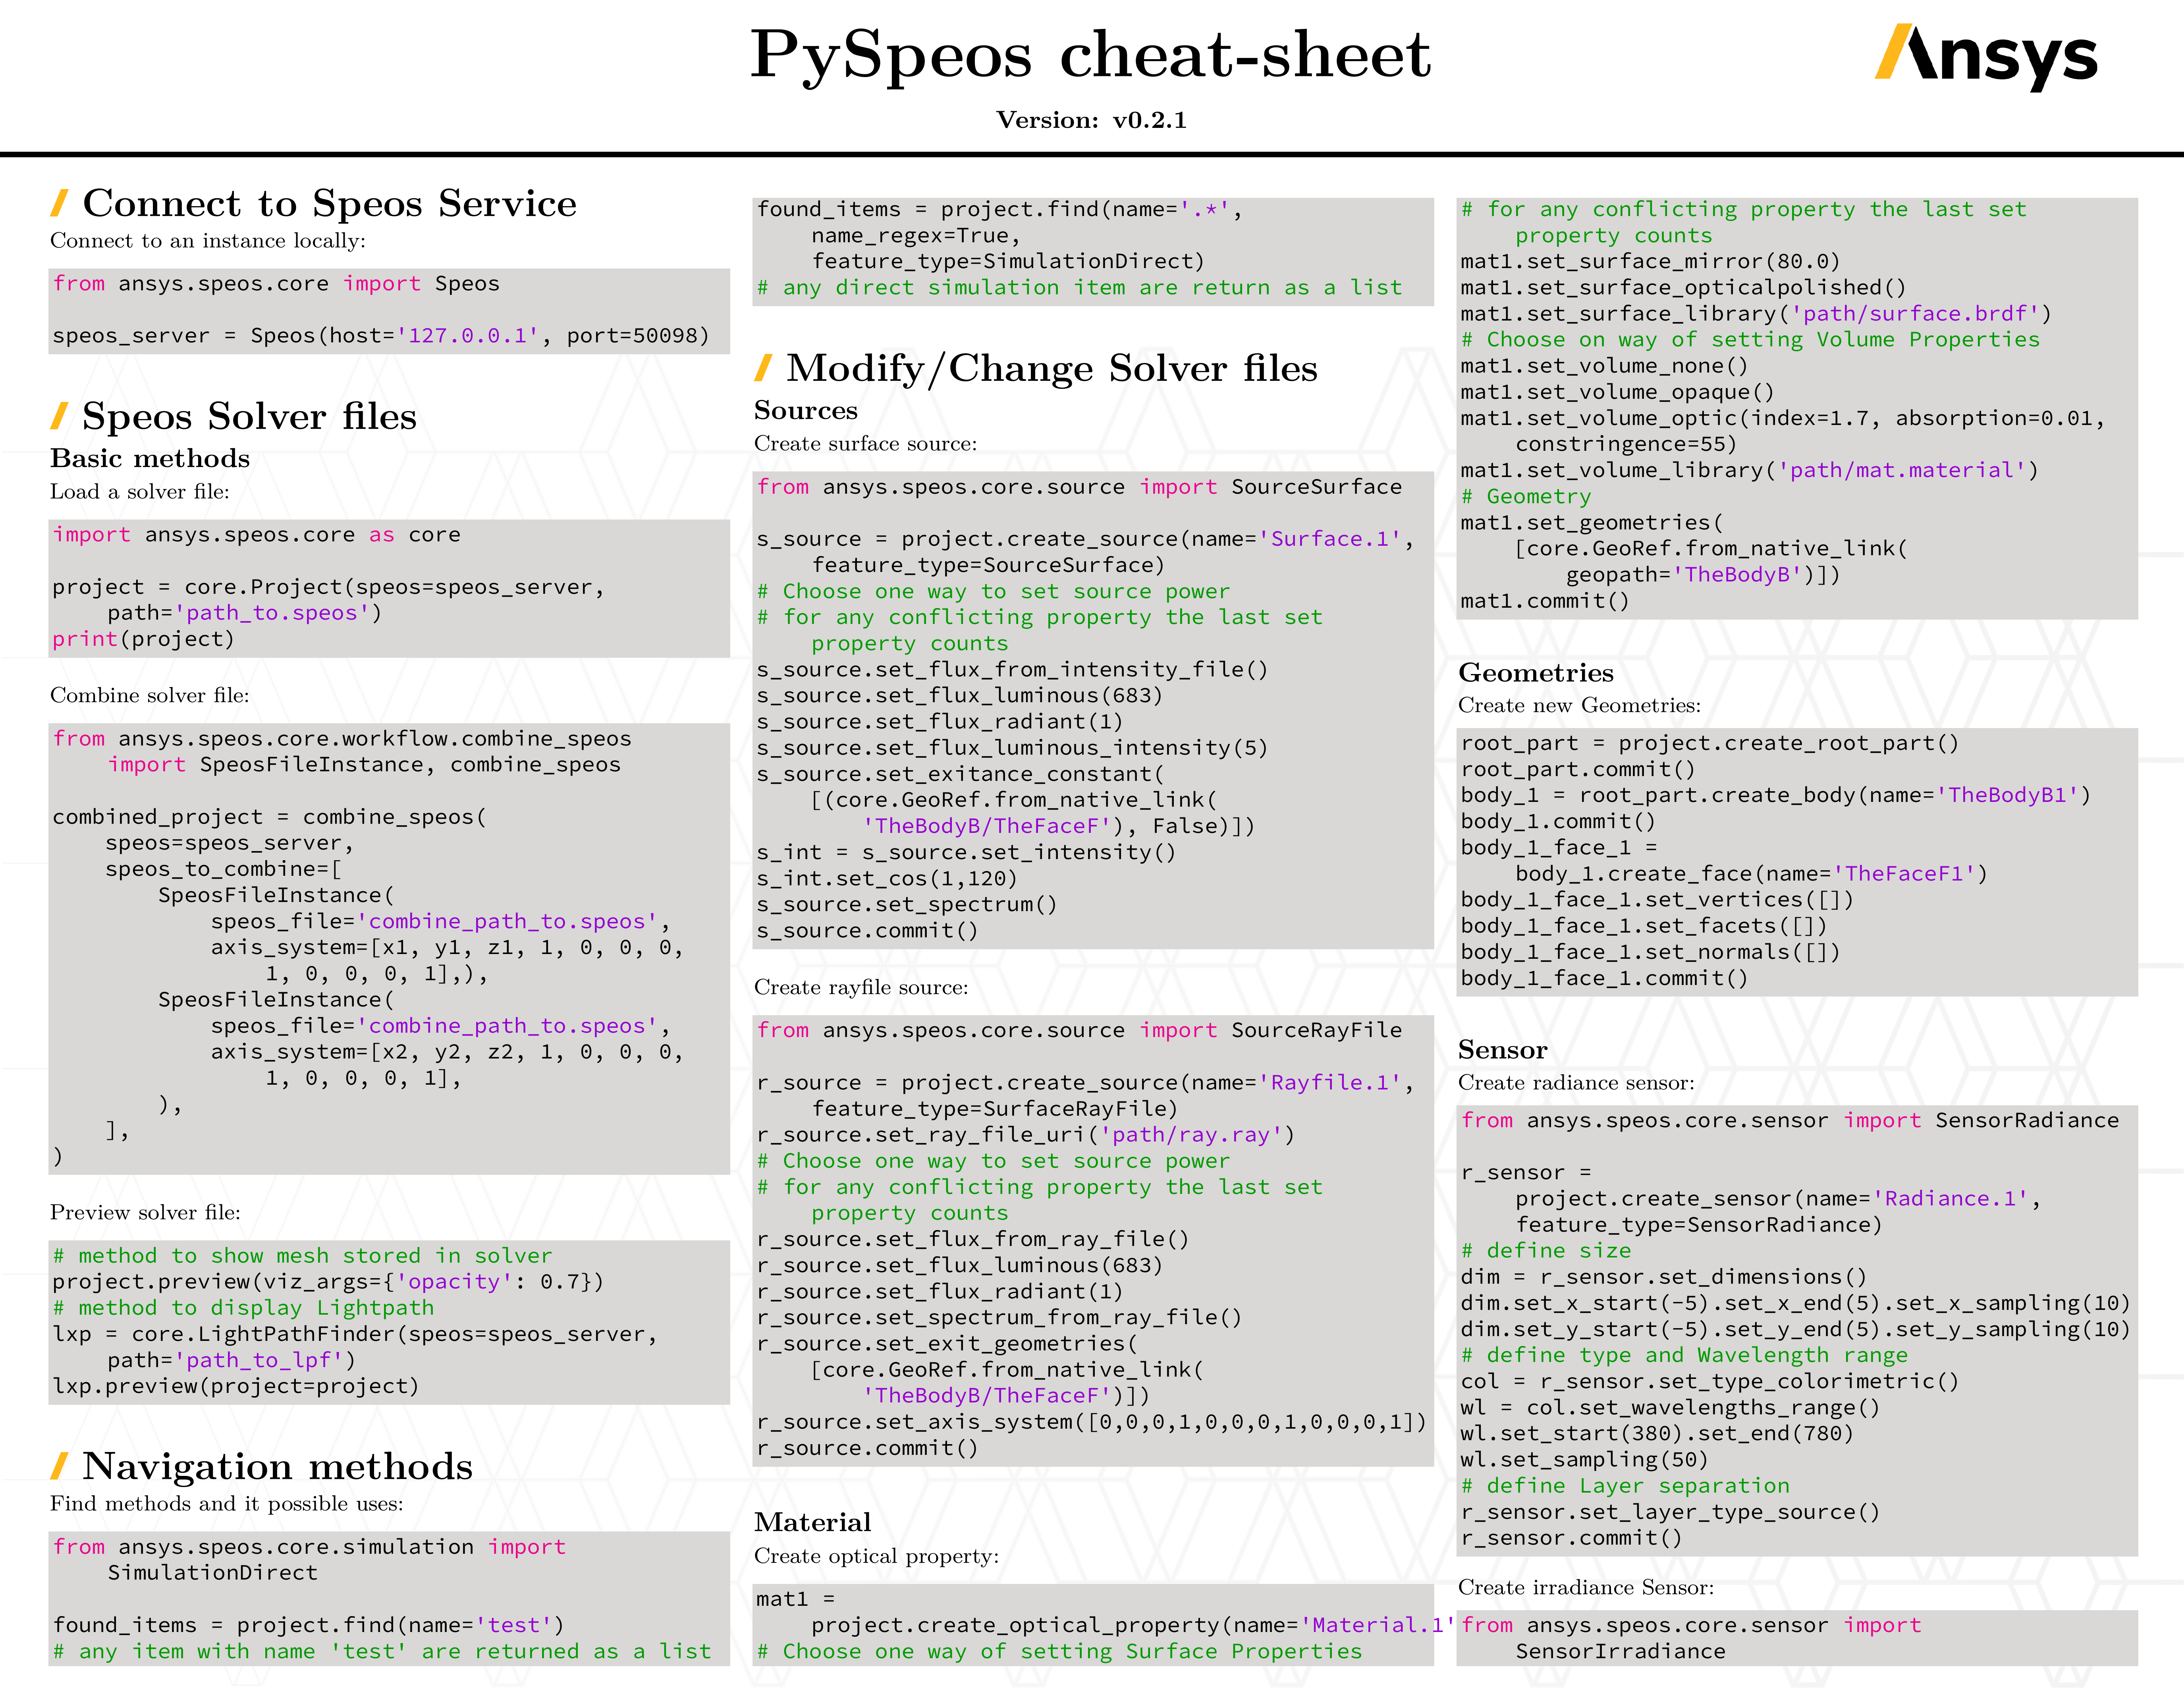 PySpeos cheat-sheet
Ansys
Version: v0.2.1
Connect to Speos Service
Connect to an instance locally:
from ansys.speos.core import Speos
speos_server = Speos(host='127.0.0.1', port=50098)
Speos Solver files
Basic methods
Load a solver file:
import ansys.speos.core as core
project = core.Project(speos=speos_server,
path='path_to.speos')
print(project)
Combine solver file:
from ansys.speos.core.workflow.combine_speos
import SpeosFileInstance, combine_speos
combined_project = combine_speos(
speos=speos_server,
speos_to_combine=[
SpeosFileInstance(
speos_file='combine_path_to.speos',
axis_system=[x1, y1, z1, 1, 0, 0, 0,
1, 0, 0, 0, 1],),
SpeosFileInstance(
speos_file='combine_path_to.speos',
axis_system=[x2, y2, z2, 1, 0, 0, 0,
1, 0, 0, 0, 1],
),
],
)
Preview solver file:
# method to show mesh stored in solver
project.preview(viz_args={'opacity': 0.7})
# method to display Lightpath
lxp = core.LightPathFinder(speos=speos_server,
path='path_to_lpf')
lxp.preview(project=project)
Navigation methods
Find methods and it possible uses:
from ansys.speos.core.simulation import
SimulationDirect
found_items = project.find(name='test')
# any item with name 'test' are returned as a list
found_items = project.find(name='.*',
name_regex=True,
feature_type=SimulationDirect)
# any direct simulation item are return as a list
Modify/Change Solver files
Sources
Create surface source:
from ansys.speos.core.source import SourceSurface
s_source = project.create_source(name='Surface.1',
feature_type=SourceSurface)
# Choose one way to set source power
# for any conflicting property the last set
property counts
s_source.set_flux_from_intensity_file()
s_source.set_flux_luminous(683)
s_source.set_flux_radiant(1)
s_source.set_flux_luminous_intensity(5)
s_source.set_exitance_constant(
[(core.GeoRef.from_native_link(
'TheBodyB/TheFaceF'), False)])
s_int = s_source.set_intensity()
s_int.set_cos(1,120)
s_source.set_spectrum()
s_source.commit()
Create rayfile source:
from ansys.speos.core.source import SourceRayFile
r_source = project.create_source(name='Rayfile.1',
feature_type=SurfaceRayFile)
r_source.set_ray_file_uri('path/ray.ray')
# Choose one way to set source power
# for any conflicting property the last set
property counts
r_source.set_flux_from_ray_file()
r_source.set_flux_luminous(683)
r_source.set_flux_radiant(1)
r_source.set_spectrum_from_ray_file()
r_source.set_exit_geometries(
[core.GeoRef.from_native_link(
'TheBodyB/TheFaceF')])
r_source.set_axis_system([0,0,0,1,0,0,0,1,0,0,0,1])
r_source.commit()
Material
Create optical property:
mat1 =
project.create_optical_property(name='Material.1'
# Choose one way of setting Surface Properties
# for any conflicting property the last set
property counts
mat1.set_surface_mirror(80.0)
mat1.set_surface_opticalpolished()
mat1.set_surface_library('path/surface.brdf')
# Choose on way of setting Volume Properties
mat1.set_volume_none()
mat1.set_volume_opaque()
mat1.set_volume_optic(index=1.7, absorption=0.01,
constringence=55)
mat1.set_volume_library('path/mat.material')
# Geometry
mat1.set_geometries(
[core.GeoRef.from_native_link(
geopath='TheBodyB')])
mat1.commit()
Geometries
Create new Geometries:
root_part = project.create_root_part()
root_part.commit()
body_1 = root_part.create_body(name='TheBodyB1')
body_1.commit()
body_1_face_1 =
body_1.create_face(name='TheFaceF1')
body_1_face_1.set_vertices([])
body_1_face_1.set_facets([])
body_1_face_1.set_normals([])
body_1_face_1.commit()
Sensor
Create radiance sensor:
from ansys.speos.core.sensor import SensorRadiance
r_sensor =
project.create_sensor(name='Radiance.1',
feature_type=SensorRadiance)
# define size
dim = r_sensor.set_dimensions()
dim.set_x_start(-5).set_x_end(5).set_x_sampling(10)
dim.set_y_start(-5).set_y_end(5).set_y_sampling(10)
# define type and Wavelength range
col = r_sensor.set_type_colorimetric()
wl = col.set_wavelengths_range()
wl.set_start(380).set_end(780)
wl.set_sampling(50)
# define Layer separation
r_sensor.set_layer_type_source()
r_sensor.commit()
Create irradiance Sensor:
from ansys.speos.core.sensor import
SensorIrradiance